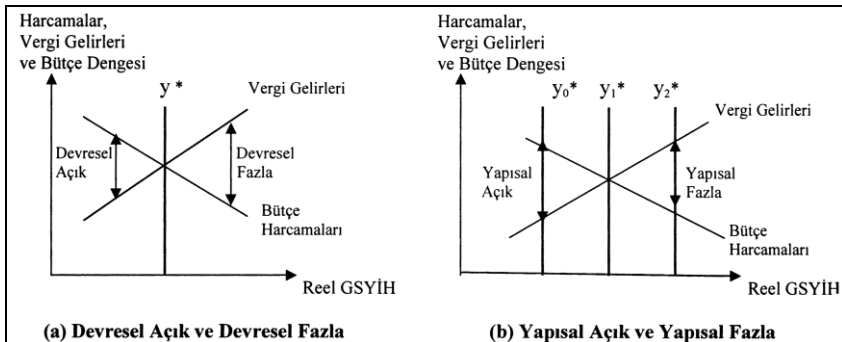 Harcamalar,
Vergi Gelirleri
ve Bütçe Dengesi
y *
Vergi Gelirleri
Devresel
Açık
Devresel
Fazla
Bütçe
Harcamaları
Reel GSYİH
(a) Devresel Açık ve Devresel Fazla
Harcamalar,
Vergi Gelirleri
ve Bütçe Dengesi
y₀* y₁* y₂*
Vergi Gelirleri
Yapısal
Açık
Yapısal
Fazla
Bütçe
Harcamaları
Reel GSYİH
(b) Yapısal Açık ve Yapısal Fazla